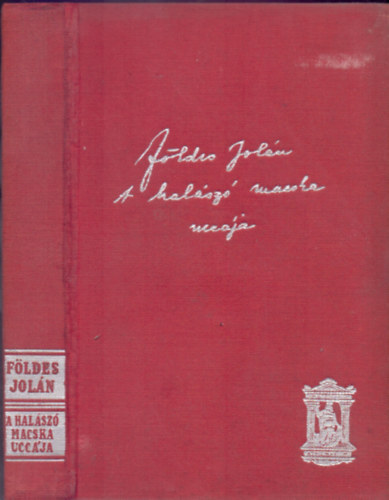 Földes Jolán
A halászó macska
uccája
FÖLDES
JOLÁN
A HALÁSZÓ
MACSKA
UCCÁJA